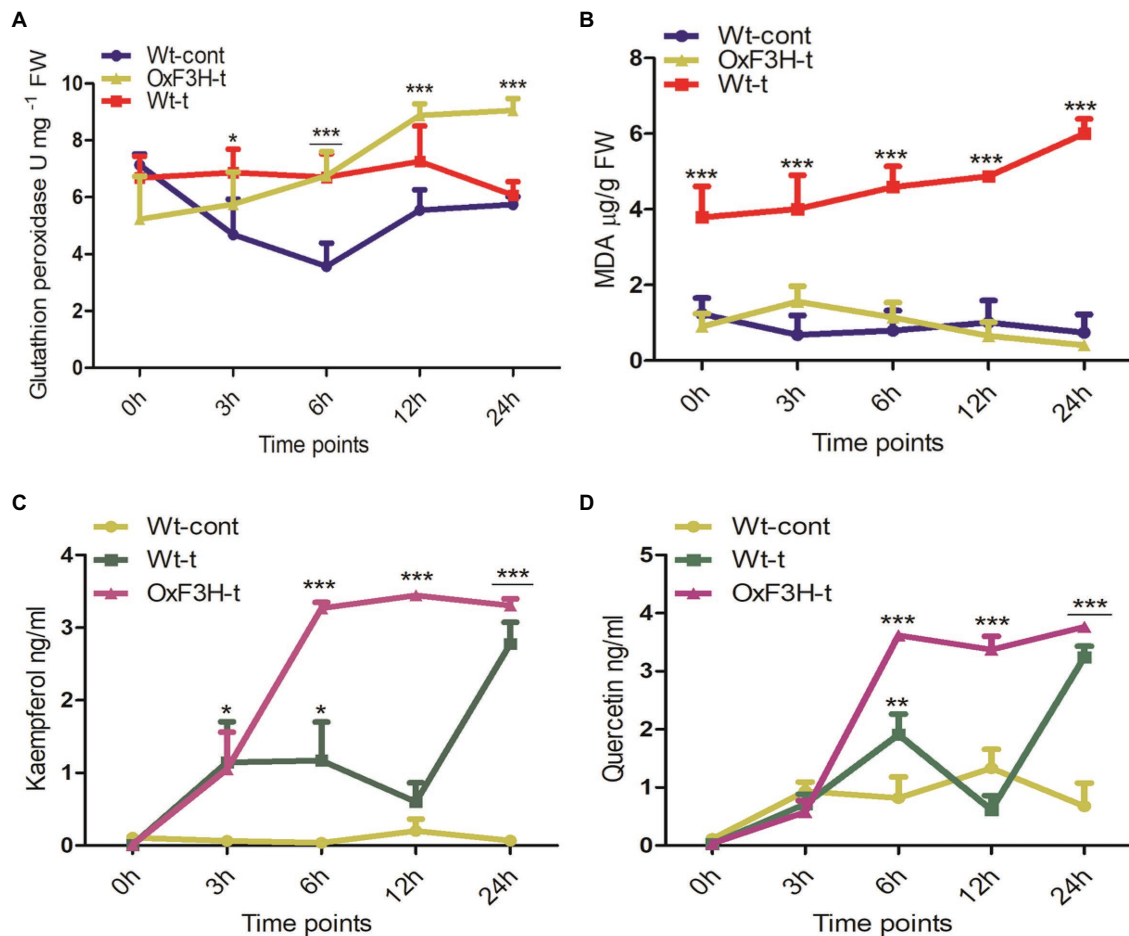 A
Wt-cont
OxF3H-t
Wt-t
Glutathion peroxidase U mg -1 FW
10
8
6
4
2
0
*
***
***
***
0h
3h
6h
12h
24h
Time points
B
Wt-cont
OxF3H-t
Wt-t
MDA µg/g FW
8
6
4
2
0
***
***
***
***
***
0h
3h
6h
12h
24h
Time points
C
Wt-cont
Wt-t
OxF3H-t
Kaempferol ng/ml
4
3
2
1
0
*
*
***
***
***
0h
3h
6h
12h
24h
Time points
D
Wt-cont
Wt-t
OxF3H-t
Quercetin ng/ml
5
4
3
2
1
0
***
**
***
***
0h
3h
6h
12h
24h
Time points